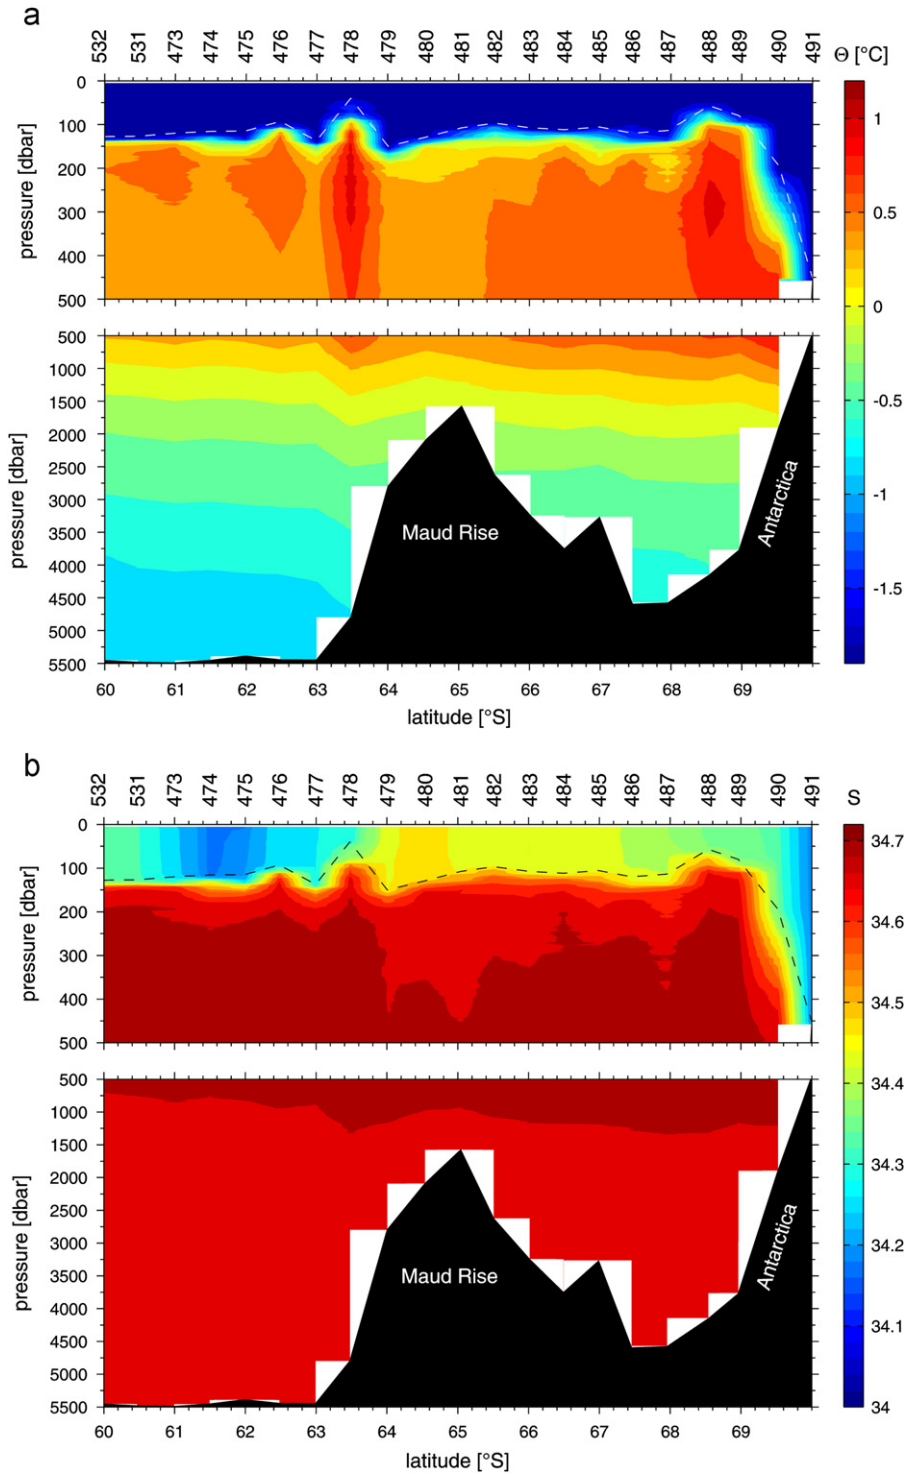 a
532 531 473 474 475 476 477 478 479 480 481 482 483 484 485 486 487 488 489 490 491
Θ [°C]
0
100
200
300
400
500
pressure [dbar]
500
1000
1500
2000
2500
3000
3500
4000
4500
5000
5500
pressure [dbar]
Maud Rise
Antarctica
60 61 62 63 64 65 66 67 68 69
latitude [°S]
1
0.5
0
-0.5
-1
-1.5
b
532 531 473 474 475 476 477 478 479 480 481 482 483 484 485 486 487 488 489 490 491
S
0
100
200
300
400
500
pressure [dbar]
500
1000
1500
2000
2500
3000
3500
4000
4500
5000
5500
pressure [dbar]
Maud Rise
Antarctica
60 61 62 63 64 65 66 67 68 69
latitude [°S]
34.7
34.6
34.5
34.4
34.3
34.2
34.1
34